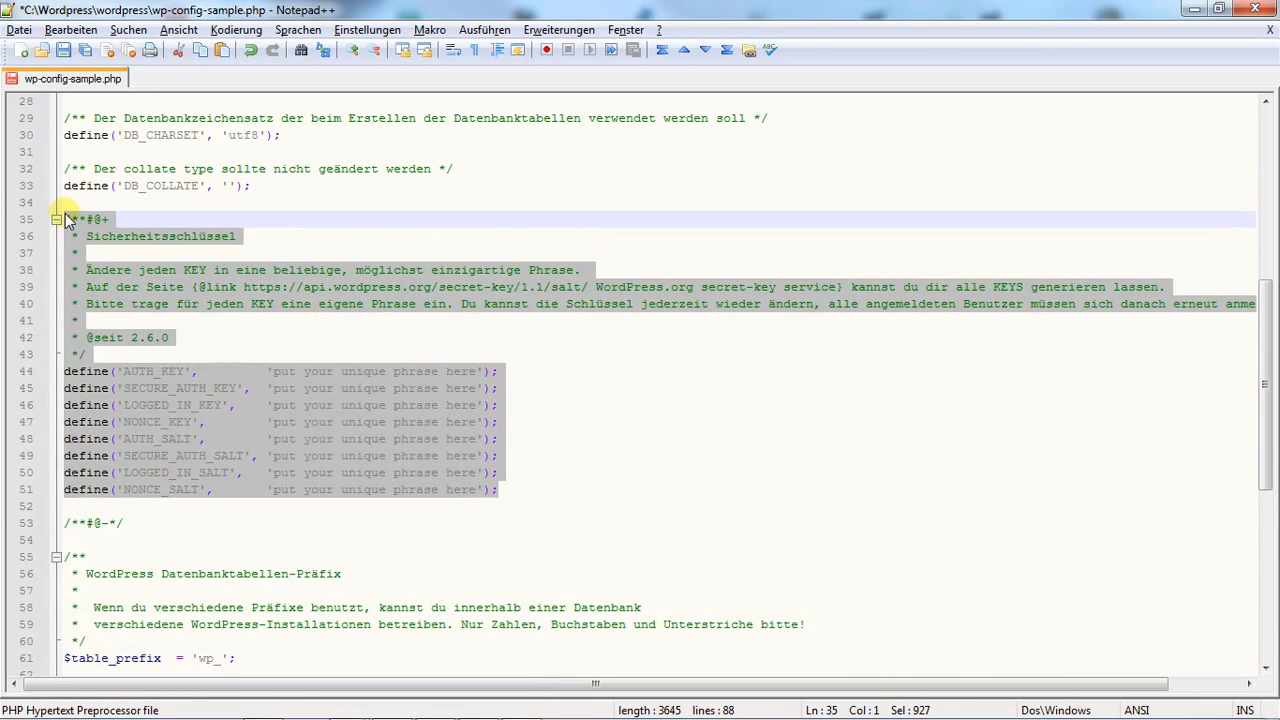 *C:\Wordpress\wordpress\wp-config-sample.php - Notepad++
Datei Bearbeiten Suchen Ansicht Kodierung Sprachen Einstellungen Makro Ausführen Erweiterungen Fenster ? X
wp-config-sample.php
28
29 /** Der Datenbankzeichensatz der beim Erstellen der Datenbanktabellen verwendet werden soll */
30 define('DB_CHARSET', 'utf8');
31
32 /** Der collate type sollte nicht geändert werden */
33 define('DB_COLLATE', '');
34
35 /**#@+
36 * Sicherheitsschlüssel
37 *
38 * Ändere jeden KEY in eine beliebige, möglichst einzigartige Phrase.
39 * Auf der Seite {@link https://api.wordpress.org/secret-key/1.1/salt/ WordPress.org secret-key service} kannst du dir alle KEYS generieren lassen.
40 * Bitte trage für jeden KEY eine eigene Phrase ein. Du kannst die Schlüssel jederzeit wieder ändern, alle angemeldeten Benutzer müssen sich danach erneut anme
41 *
42 * @seit 2.6.0
43 */
44 define('AUTH_KEY', 'put your unique phrase here');
45 define('SECURE_AUTH_KEY', 'put your unique phrase here');
46 define('LOGGED_IN_KEY', 'put your unique phrase here');
47 define('NONCE_KEY', 'put your unique phrase here');
48 define('AUTH_SALT', 'put your unique phrase here');
49 define('SECURE_AUTH_SALT', 'put your unique phrase here');
50 define('LOGGED_IN_SALT', 'put your unique phrase here');
51 define('NONCE_SALT', 'put your unique phrase here');
52
53 /**#@-*/
54
55 /**
56 * WordPress Datenbanktabellen-Präfix
57 *
58 * Wenn du verschiedene Präfixe benutzt, kannst du innerhalb einer Datenbank
59 * verschiedene WordPress-Installationen betreiben. Nur Zahlen, Buchstaben und Unterstriche bitte!
60 */
61 $table_prefix = 'wp_';
PHP Hypertext Preprocessor file length : 3645 lines : 88 Ln : 35 Col : 1 Sel : 927 Dos\Windows ANSI INS